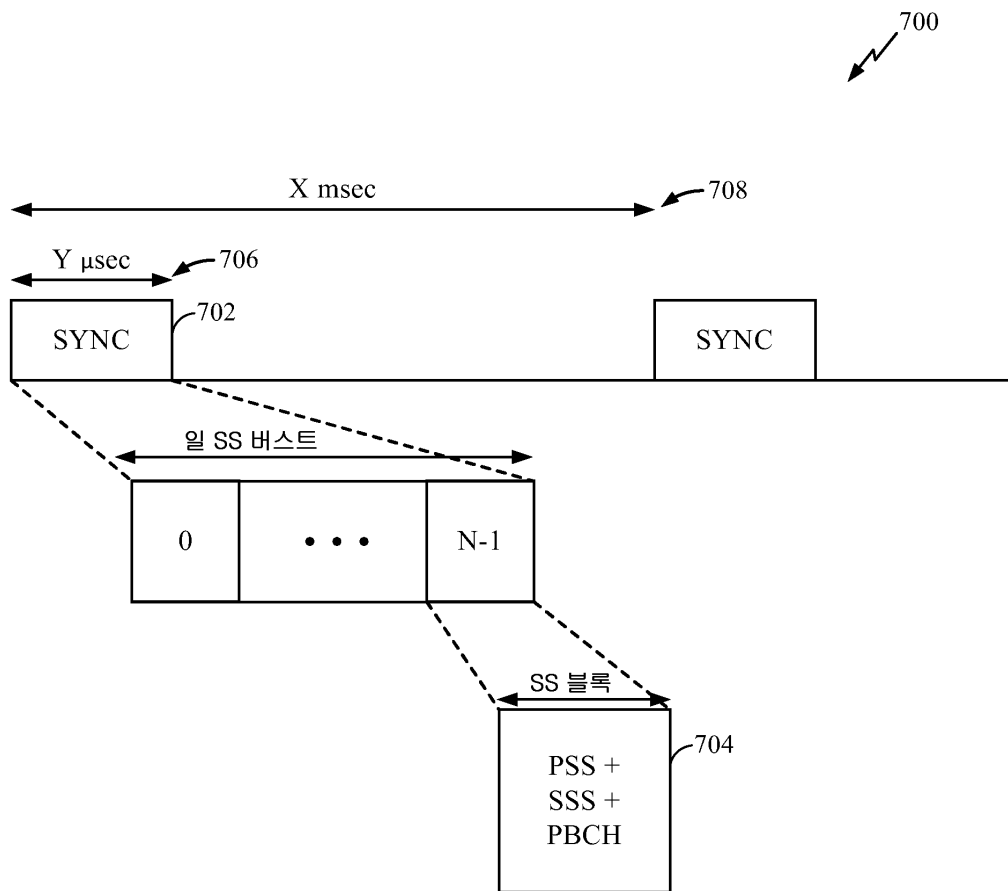 700
X msec
708
Y μsec
706
702
SYNC
SYNC
일 SS 버스트
0
• • •
N-1
SS 블록
704
PSS +
SSS +
PBCH